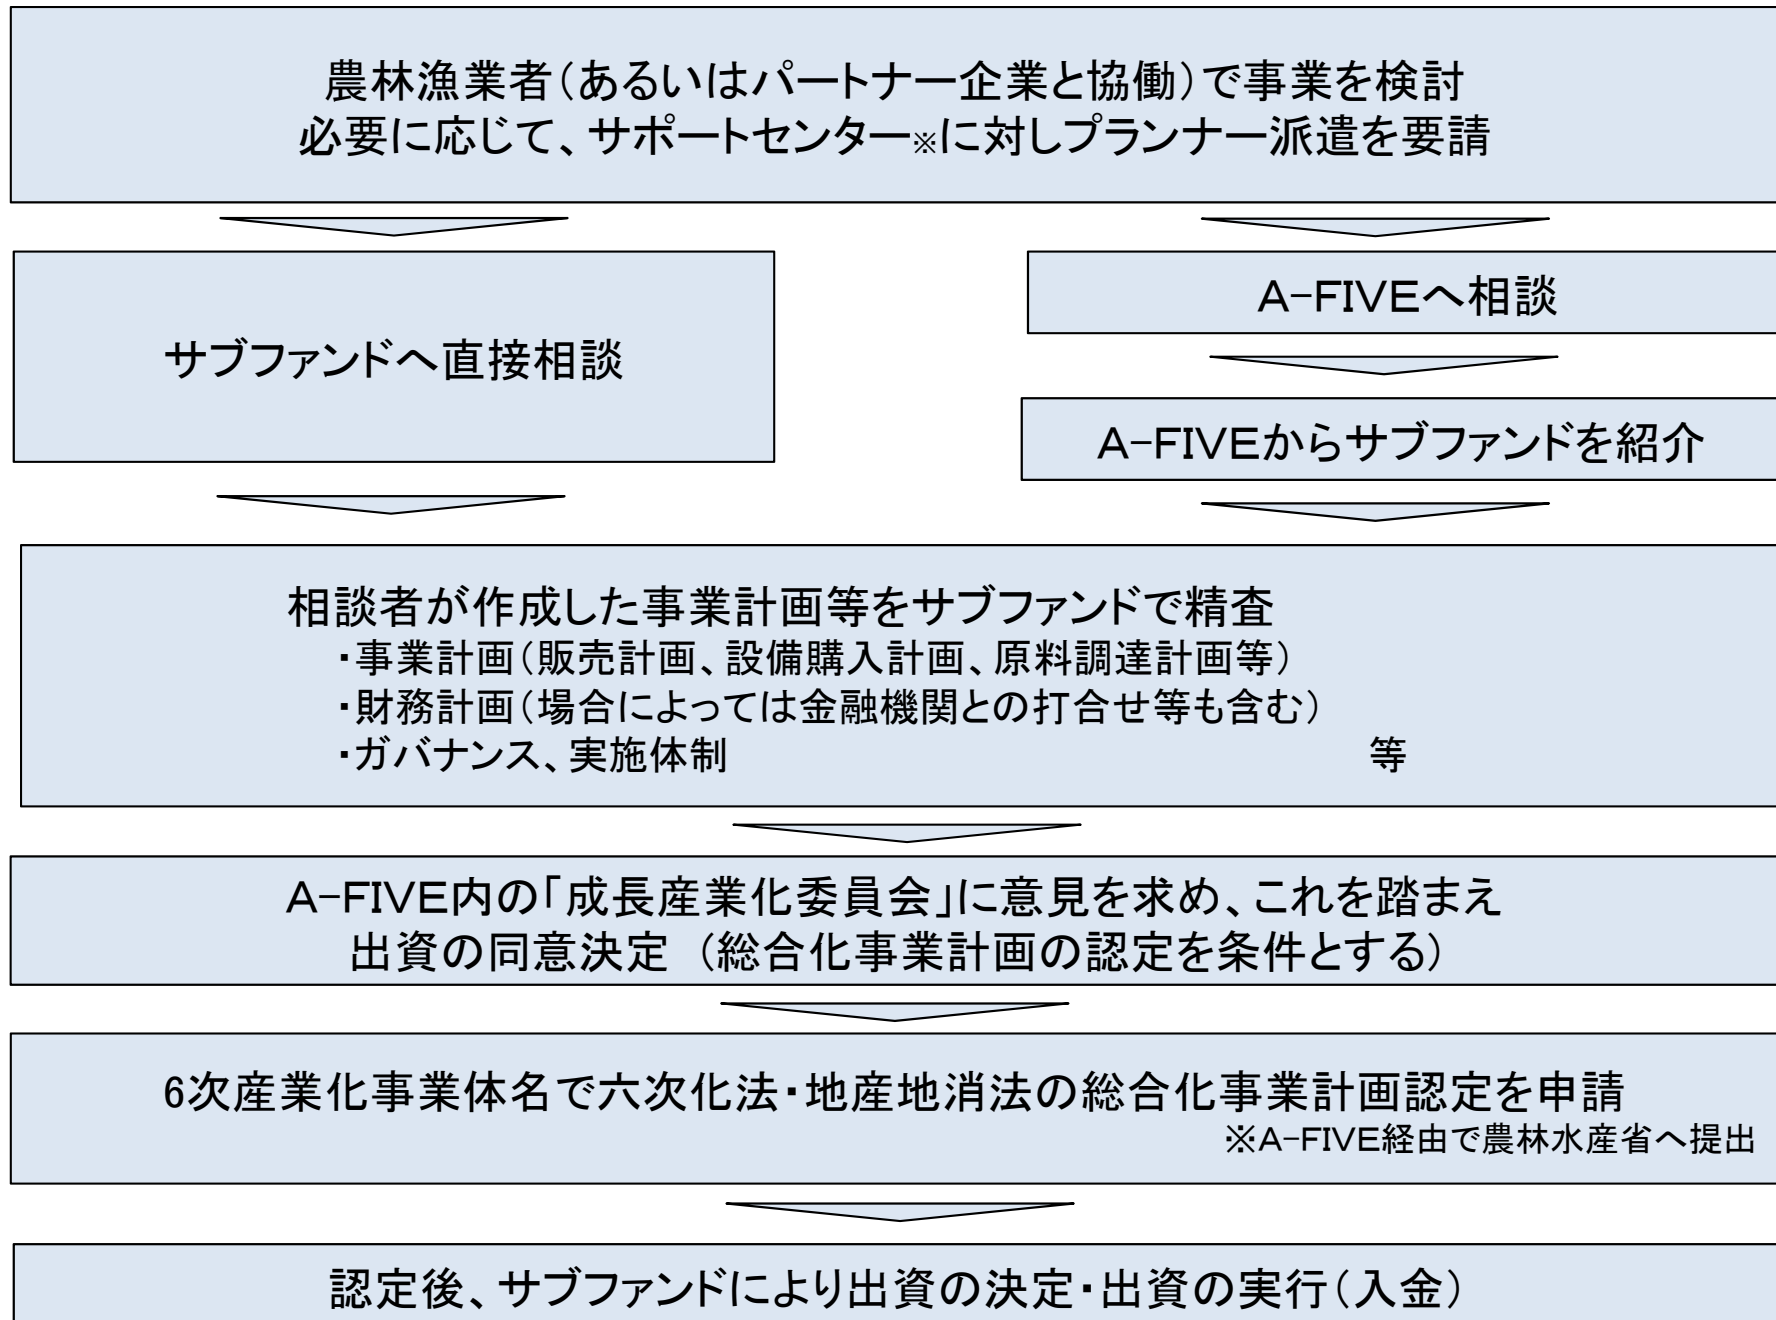 農林漁業者（あるいはパートナー企業と協働）で事業を検討
必要に応じて、サポートセンター※に対しプランナー派遣を要請
サブファンドへ直接相談
A-FIVEへ相談
A-FIVEからサブファンドを紹介
相談者が作成した事業計画等をサブファンドで精査
・事業計画（販売計画、設備購入計画、原料調達計画等）
・財務計画（場合によっては金融機関との打合せ等も含む）
・ガバナンス、実施体制　　　　　等
A-FIVE内の「成長産業化委員会」に意見を求め、これを踏まえ
出資の同意決定（総合化事業計画の認定を条件とする）
6次産業化事業体名で六次化法・地産地消法の総合化事業計画認定を申請
※A-FIVE経由で農林水産省へ提出
認定後、サブファンドにより出資の決定・出資の実行（入金）